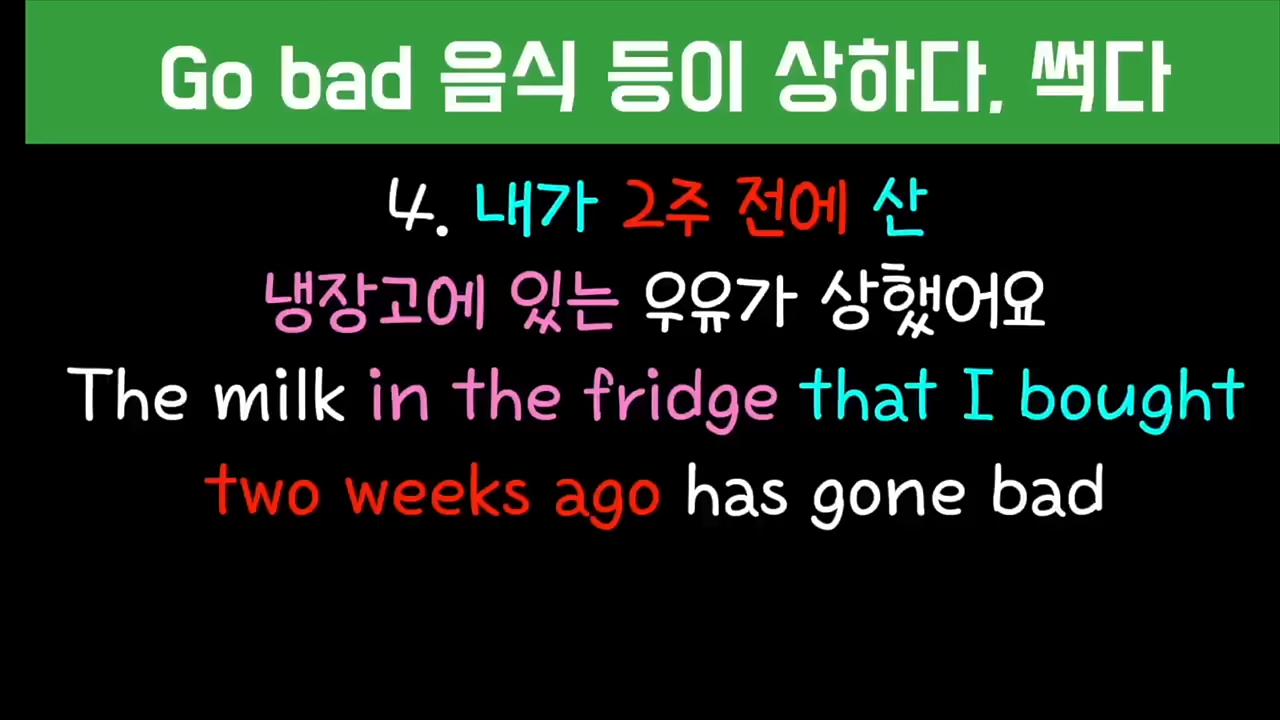 Go bad 음식 등이 상하다, 썩다
4. 내가 2주 전에 산
냉장고에 있는 우유가 상했어요
The milk in the fridge that I bought
two weeks ago has gone bad